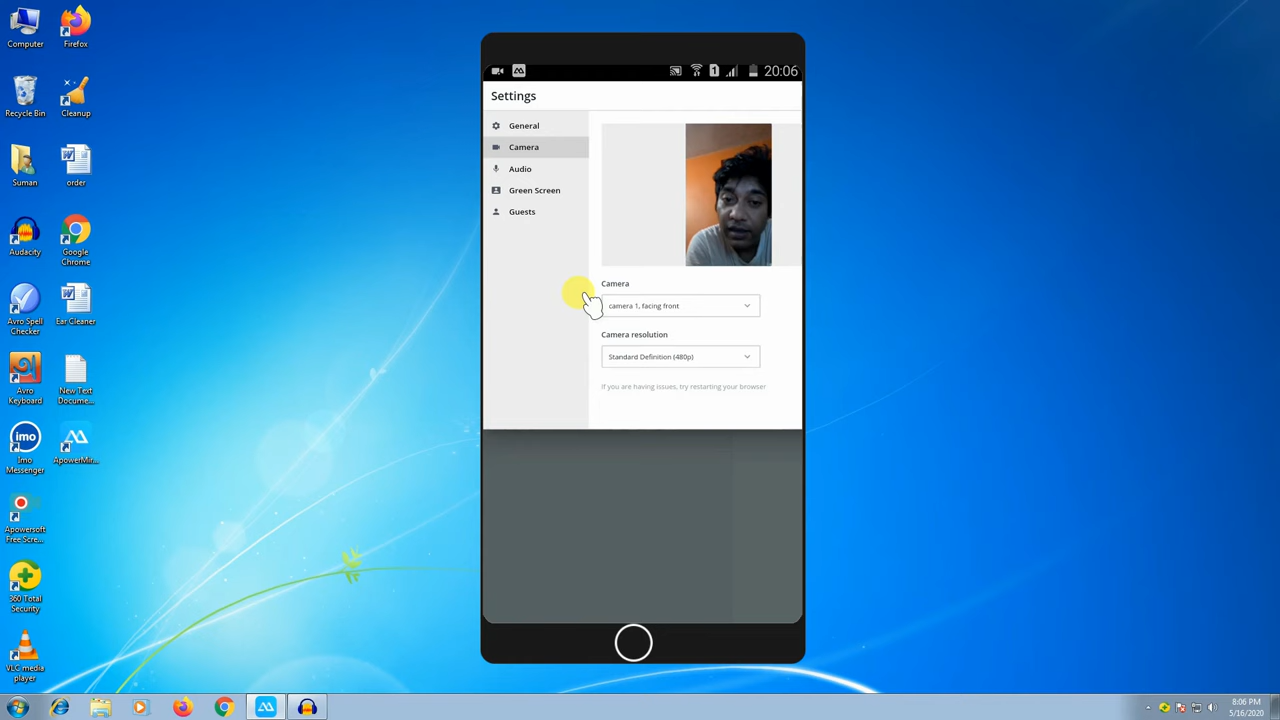 Computer
Firefox
Recycle Bin
Cleanup
Suman
order
Audacity
Google
Chrome
Avro Spell
Checker
Ear Cleaner
Avro
Keyboard
New Text
Docume...
imo
Messenger
ApowerMir...
Apowersoft
Free Scre...
360 Total
Security
VLC media
player
1
20:06
Settings
General
Camera
Audio
Green Screen
Guests
Camera
camera 1, facing front
Camera resolution
Standard Definition (480p)
If you are having issues, try restarting your browser
8:06 PM
5/16/2020